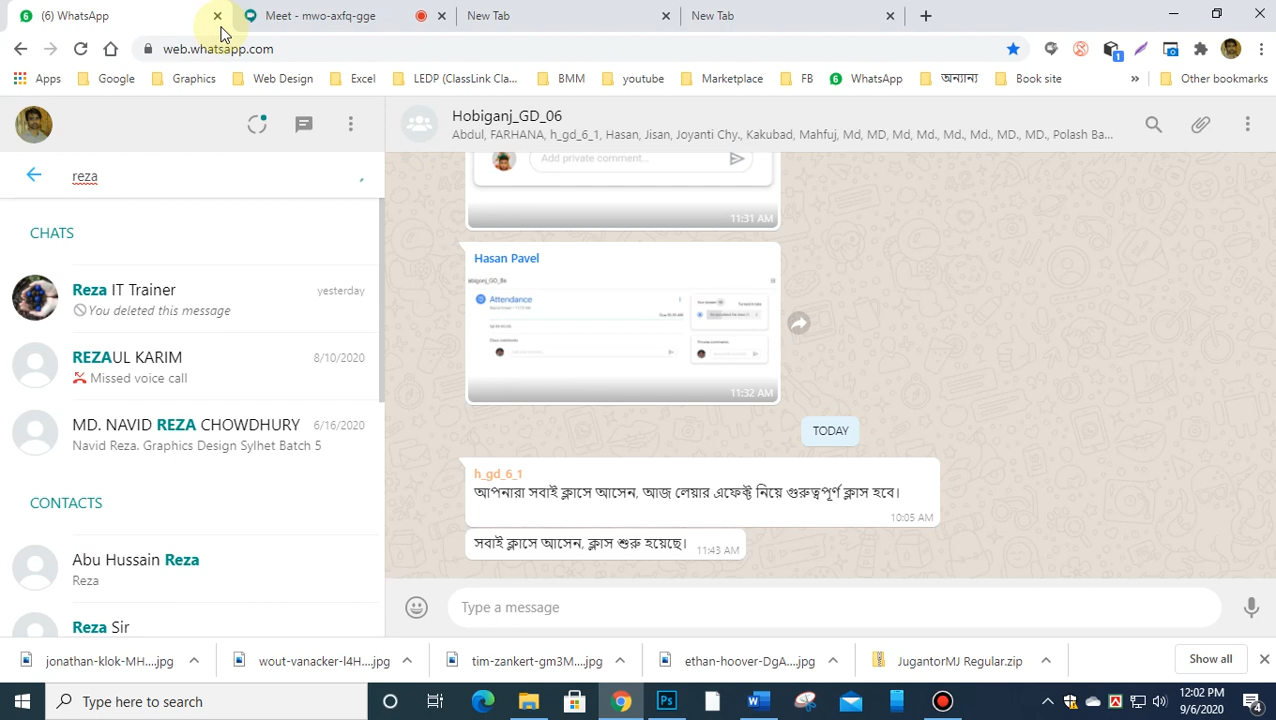 (6) WhatsApp
Meet - mwo-axfq-gge
New Tab
New Tab
web.whatsapp.com
Apps
Google
Graphics
Web Design
Excel
LEDP (ClassLink Cla...
BMM
youtube
Marketplace
FB
WhatsApp
অন্যান্য
Book site
»
Other bookmarks
reza
CHATS
Reza IT Trainer
yesterday
You deleted this message
REZAUL KARIM
8/10/2020
Missed voice call
MD. NAVID REZA CHOWDHURY
6/16/2020
Navid Reza. Graphics Design Sylhet Batch 5
CONTACTS
Abu Hussain Reza
Reza
Reza Sir
Hobiganj_GD_06
Abdul, FARHANA, h_gd_6_1, Hasan, Jisan, Joyanti Chy., Kakubad, Mahfuj, Md, MD, Md, Md., Md., MD., MD., Polash Ba...
Add private comment...
11:31 AM
Hasan Pavel
Attendance
11:32 AM
TODAY
h_gd_6_1
আপনারা সবাই ক্লাসে আসেন, আজ লেয়ার এফেক্ট নিয়ে গুরুত্বপূর্ণ ক্লাস হবে।
10:05 AM
সবাই ক্লাসে আসেন, ক্লাস শুরু হয়েছে।
11:43 AM
Type a message
jonathan-klok-MH....jpg
wout-vanacker-l4H....jpg
tim-zankert-gm3M....jpg
ethan-hoover-DgA....jpg
JugantorMJ Regular.zip
Show all
Type here to search
12:02 PM
9/6/2020
4